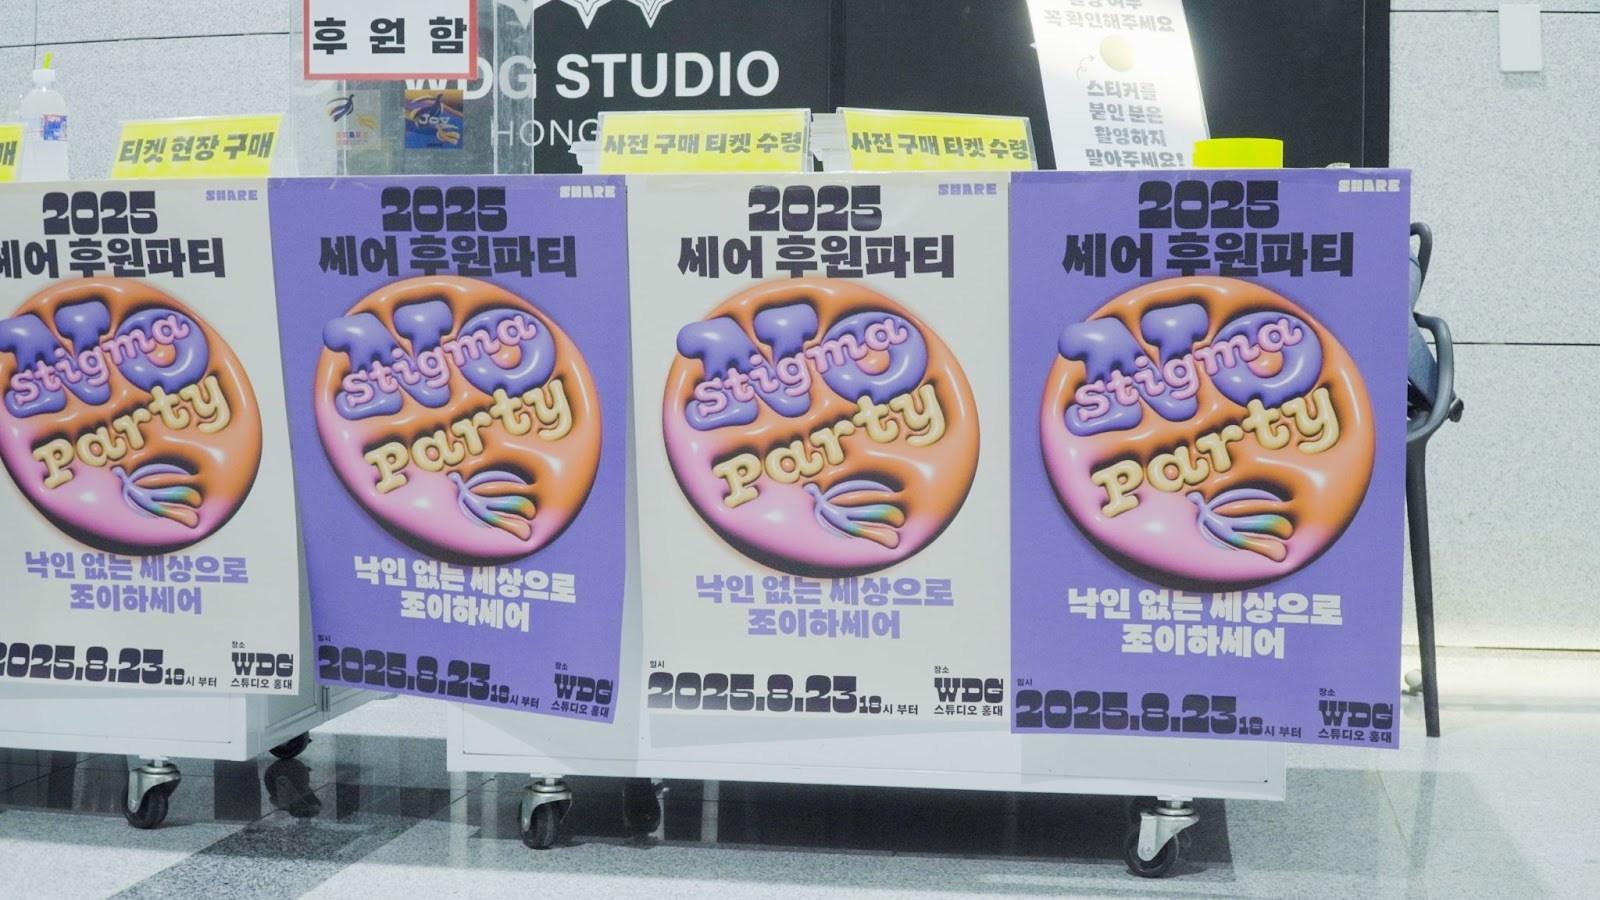 후원함
WDG STUDIO
HONG
JOY
매
티켓 현장 구매
사전 구매 티켓 수령
사전 구매 티켓 수령
꼭 확인해주세요
스티커를
붙인 분은
촬영하지
말아주세요!
SHARE
2025
셰어 후원파티
NO
Stigma
Party
낙인 없는 세상으로
조이하셰어
2025.8.23 18시 부터
장소
WDG
스튜디오 홍대
SHARE
2025
셰어 후원파티
NO
Stigma
Party
낙인 없는 세상으로
조이하셰어
일시
2025.8.23 18시 부터
장소
WDG
스튜디오 홍대
SHARE
2025
셰어 후원파티
NO
Stigma
Party
낙인 없는 세상으로
조이하셰어
일시
2025.8.23 18시 부터
장소
WDG
스튜디오 홍대
SHARE
2025
셰어 후원파티
NO
Stigma
Party
낙인 없는 세상으로
조이하셰어
일시
2025.8.23 18시 부터
장소
WDG
스튜디오 홍대